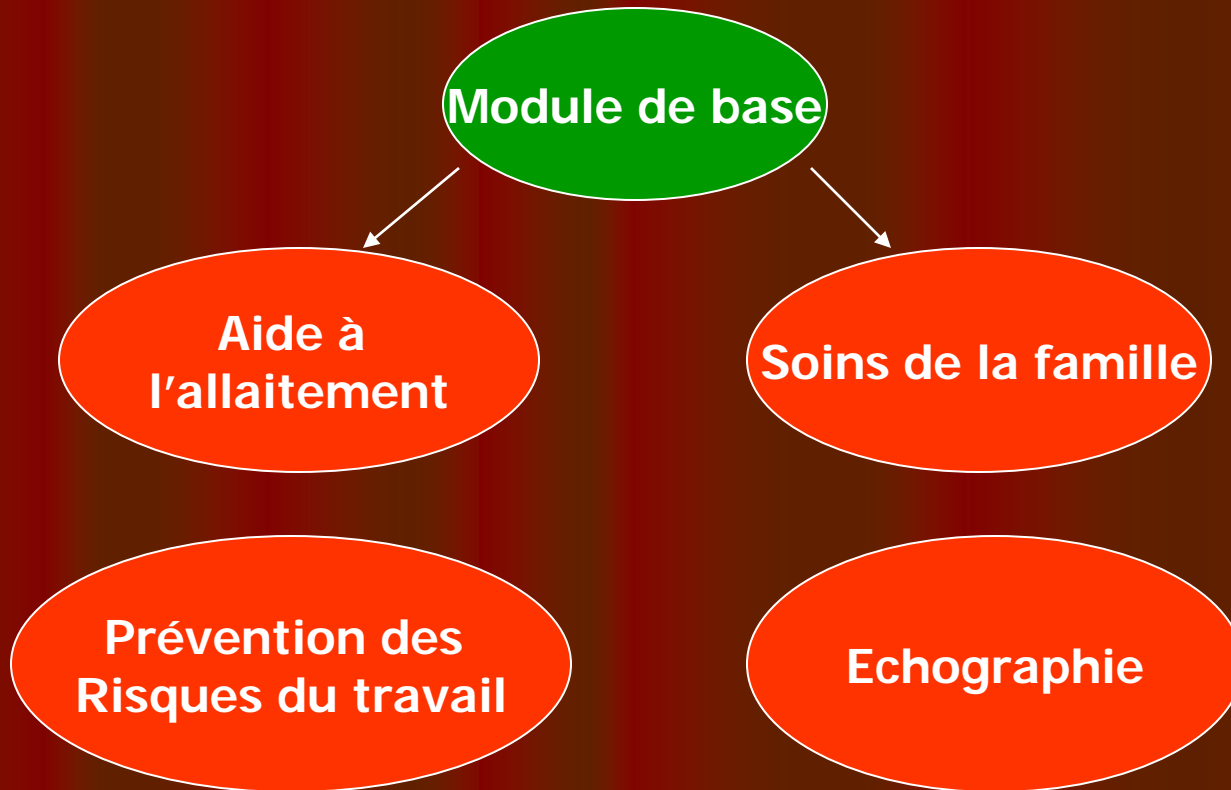 Module de base
Aide à
l’allaitement
Soins de la famille
Prévention des
Risques du travail
Echographie